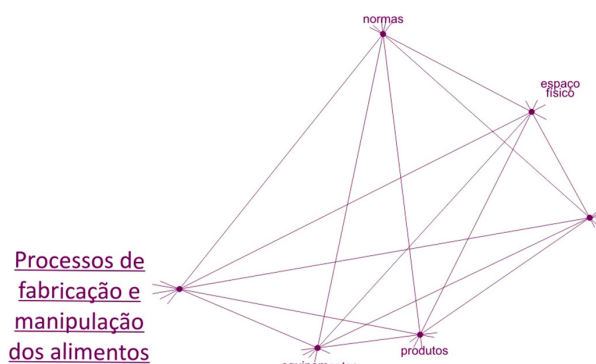 normas
espaço
físico
Processos de
fabricação e
manipulação
dos alimentos
produtos